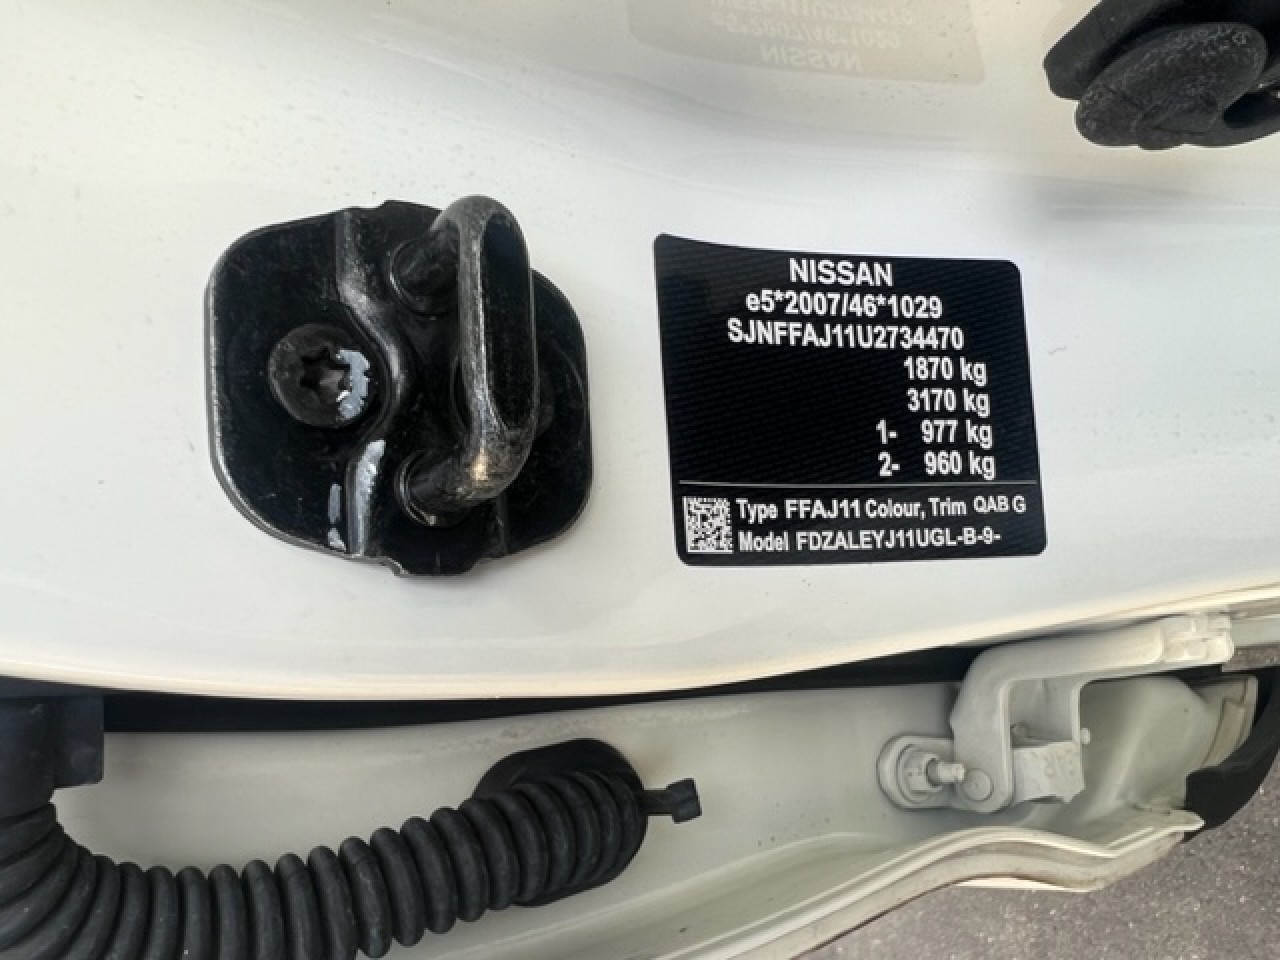 NISSAN
e5*2007/46*1029
SJNFFAJ11U2734470
1870 kg
3170 kg
1- 977 kg
2- 960 kg
Type FFAJ11 Colour, Trim QAB G
Model FDZALEYJ11UGL-B-9-